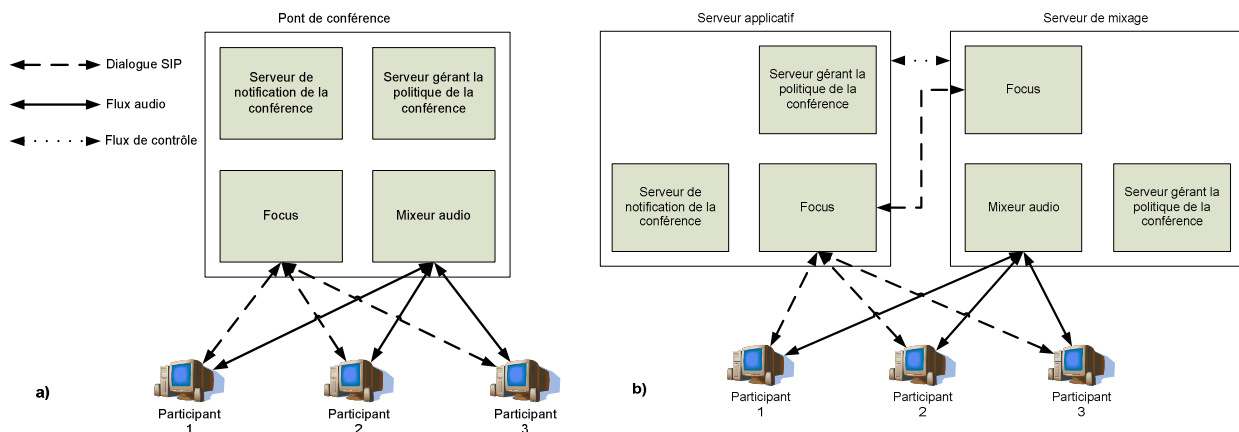 Pont de conférence
Dialogue SIP
Flux audio
Flux de contrôle
Serveur de
notification de la
conférence
Serveur gérant la
politique de la
conférence
Focus
Mixeur audio
a)
Participant
1
Participant
2
Participant
3
Serveur applicatif
Serveur de mixage
Serveur gérant la
politique de la
conférence
Focus
Serveur de
notification de la
conférence
Focus
Mixeur audio
Serveur gérant la
politique de la
conférence
b)
Participant
1
Participant
2
Participant
3